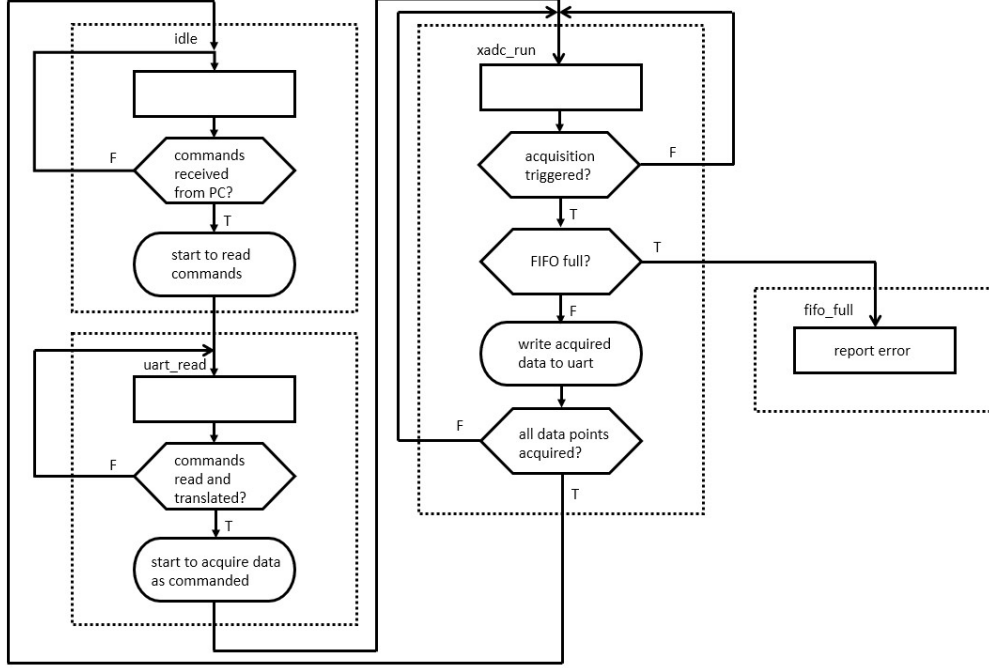 idle
F
commands
received
from PC?
T
start to read
commands
uart_read
F
commands
read and
translated?
T
start to acquire data
as commanded
xadc_run
acquisition
triggered?
F
T
FIFO full?
T
F
write acquired
data to uart
F
all data points
acquired?
T
fifo_full
report error